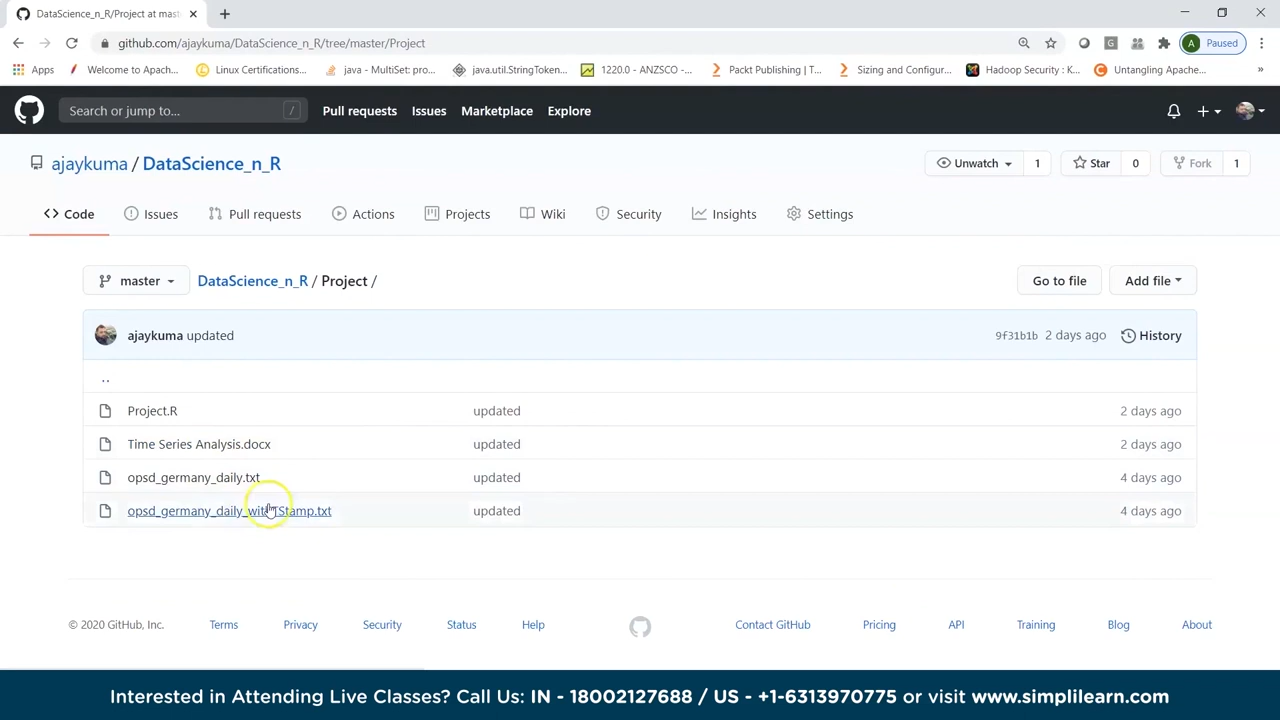 DataScience_n_R/Project at mast
github.com/ajaykuma/DataScience_n_R/tree/master/Project
Paused
Apps
Welcome to Apach...
Linux Certifications...
java - MultiSet: pro...
java.util.StringToken...
1220.0 - ANZSCO -...
Packt Publishing | T...
Sizing and Configur...
Hadoop Security : K...
Untangling Apache...
»
Search or jump to...
/
Pull requests
Issues
Marketplace
Explore
ajaykuma / DataScience_n_R
Unwatch
1
Star
0
Fork
1
Code
Issues
Pull requests
Actions
Projects
Wiki
Security
Insights
Settings
master
DataScience_n_R / Project /
Go to file
Add file
ajaykuma updated
9f31b1b 2 days ago
History
..
Project.R
updated
2 days ago
Time Series Analysis.docx
updated
2 days ago
opsd_germany_daily.txt
updated
4 days ago
opsd_germany_daily_withTStamp.txt
updated
4 days ago
© 2020 GitHub, Inc.
Terms
Privacy
Security
Status
Help
Contact GitHub
Pricing
API
Training
Blog
About
Interested in Attending Live Classes? Call Us: IN - 18002127688 / US - +1-6313970775 or visit www.simplilearn.com